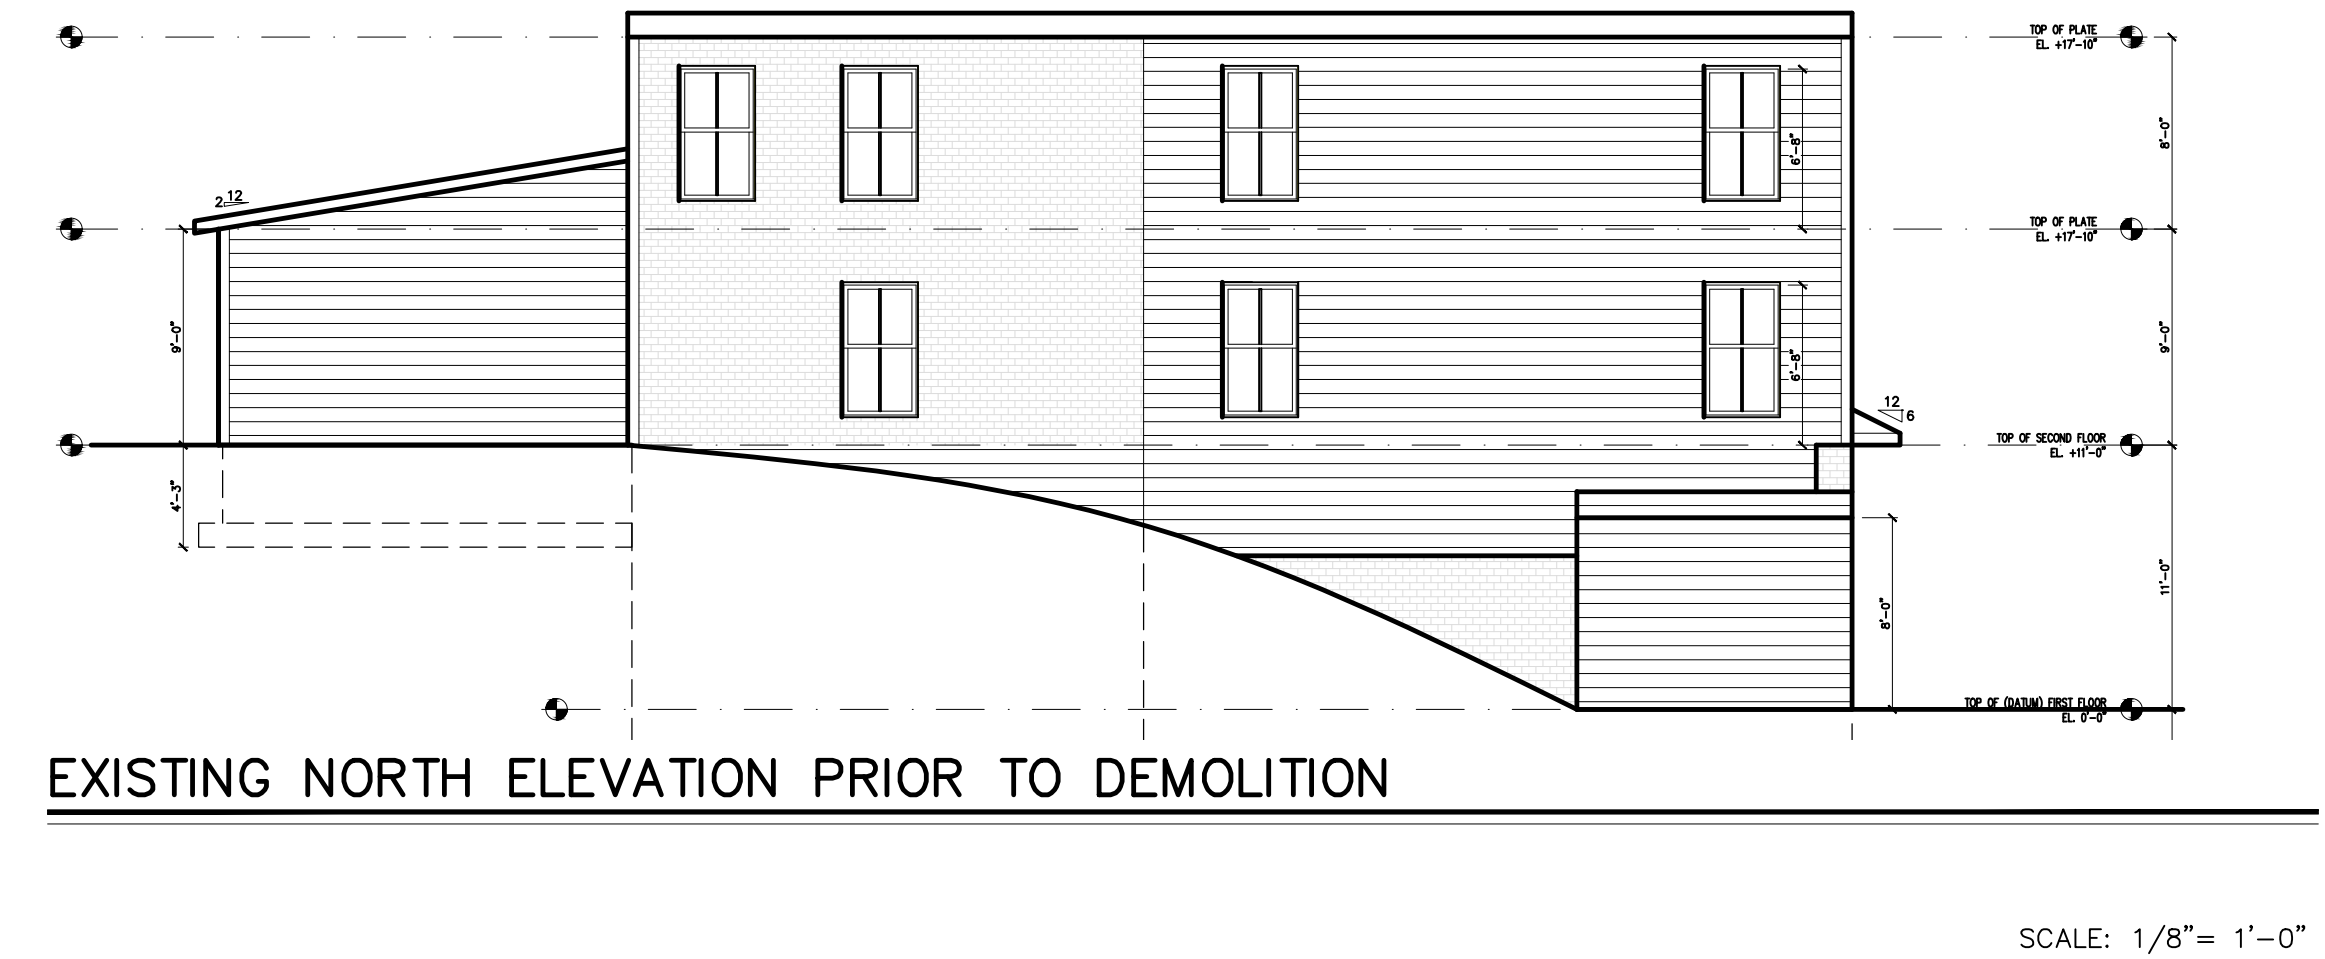 TOP OF PLATE
EL. +17'-10"
8'-0"
6'-8"
2 12
TOP OF PLATE
EL. +17'-10"
9'-0"
9'-0"
6'-8"
12
6
TOP OF SECOND FLOOR
EL. +11'-0"
4'-3"
11'-0"
8'-0"
TOP OF (DATUM) FIRST FLOOR
EL. 0'-0"
EXISTING NORTH ELEVATION PRIOR TO DEMOLITION
SCALE: 1/8"= 1'-0"